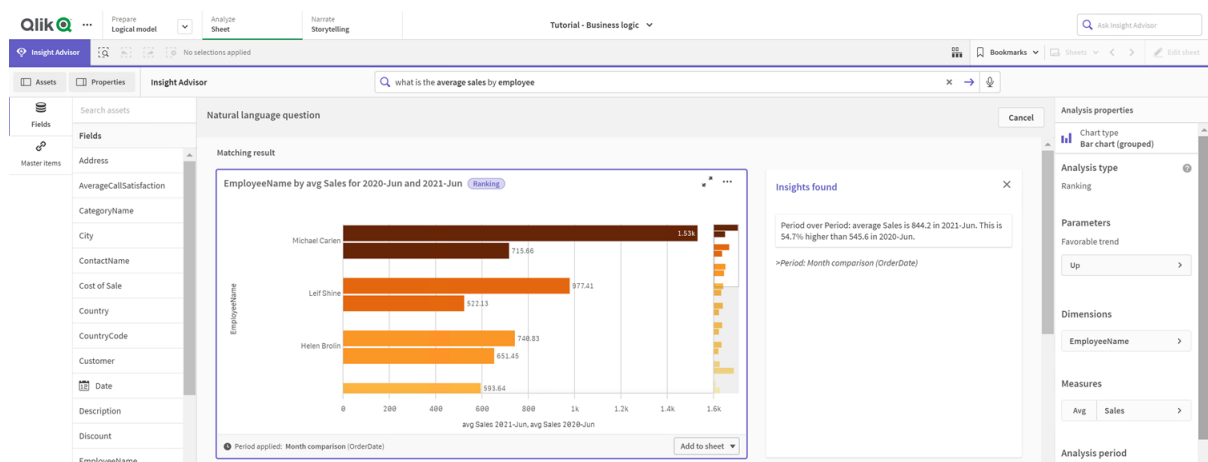 Qlik
Prepare
Logical model
Analyze
Sheet
Narrate
Storytelling
Tutorial - Business logic
Ask Insight Advisor
Insight Advisor
No selections applied
Bookmarks
Sheets
Edit sheet
Assets
Properties
Insight Advisor
what is the average sales by employee
Fields
Master items
Search assets
Fields
Address
AverageCallSatisfaction
CategoryName
City
ContactName
Cost of Sale
Country
CountryCode
Customer
Date
Description
Discount
EmployeeName
Natural language question
Cancel
Matching result
EmployeeName by avg Sales for 2020-Jun and 2021-Jun
Ranking
EmployeeName
Michael Carlen
1.53k
715.66
Leif Shine
977.41
522.13
Helen Brolin
740.83
651.45
593.64
0 200 400 600 800 1k 1.2k 1.4k 1.6k
avg Sales 2021-Jun, avg Sales 2020-Jun
Period applied: Month comparison (OrderDate)
Add to sheet
Insights found
Period over Period: average Sales is 844.2 in 2021-Jun. This is
54.7% higher than 545.6 in 2020-Jun.
>Period: Month comparison (OrderDate)
Analysis properties
Chart type
Bar chart (grouped)
Analysis type
Ranking
Parameters
Favorable trend
Up
Dimensions
EmployeeName
Measures
Avg Sales
Analysis period